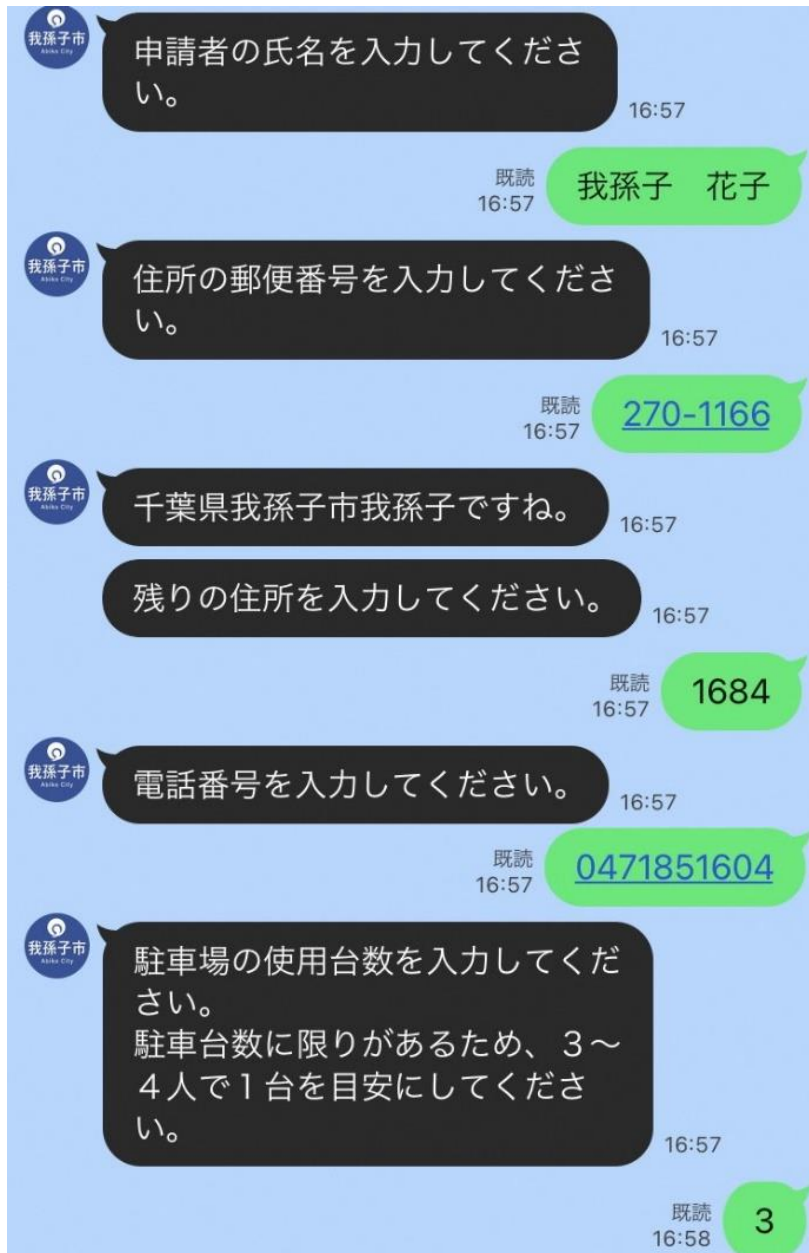 我孫子市
Abiko City
申請者の氏名を入力してくださ
い。
16:57
既読
16:57
我孫子　花子
我孫子市
Abiko City
住所の郵便番号を入力してくださ
い。
16:57
既読
16:57
270-1166
我孫子市
Abiko City
千葉県我孫子市我孫子ですね。
16:57
残りの住所を入力してください。
16:57
既読
16:57
1684
我孫子市
Abiko City
電話番号を入力してください。
16:57
既読
16:57
0471851604
我孫子市
Abiko City
駐車場の使用台数を入力してくだ
さい。
駐車台数に限りがあるため、３～
４人で１台を目安にしてくださ
い。
16:57
既読
16:58
3